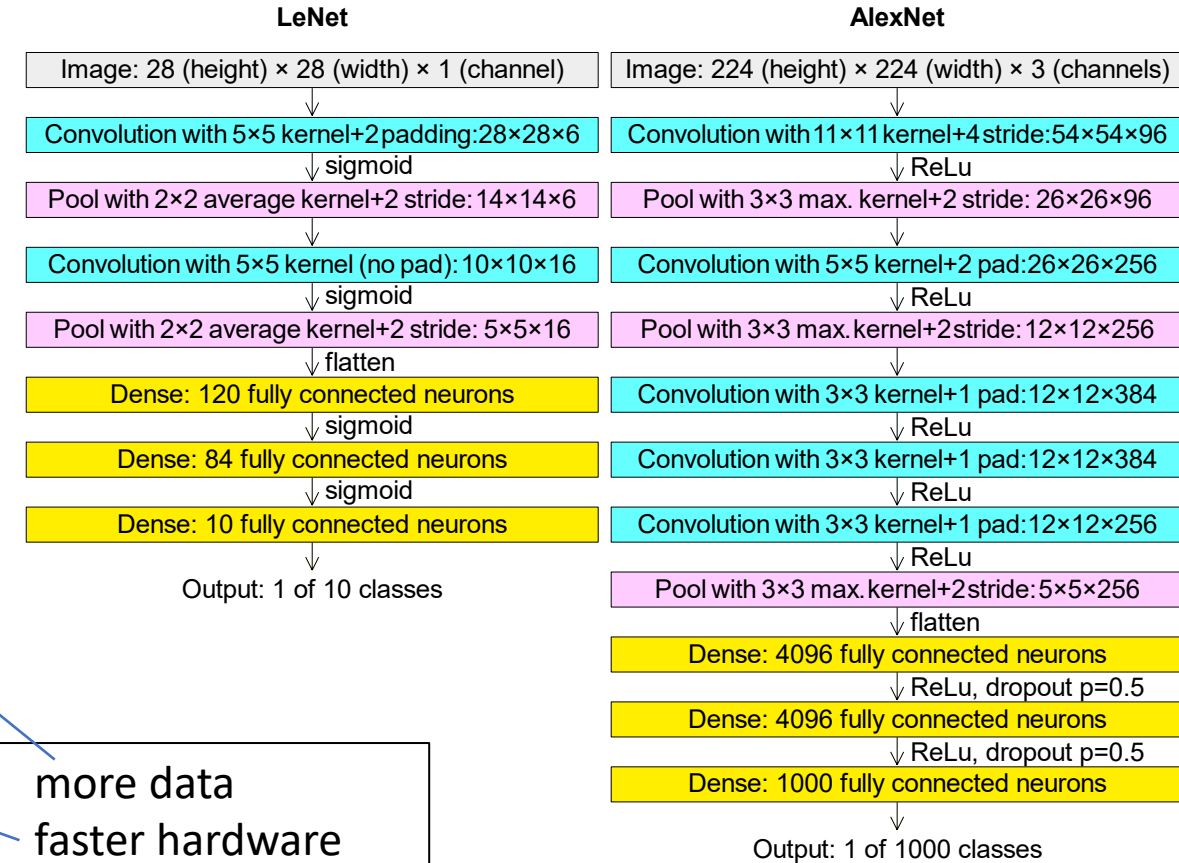 LeNet
Image: 28 (height) × 28 (width) × 1 (channel)
Convolution with 5×5 kernel+2padding:28×28×6
sigmoid
Pool with 2×2 average kernel+2 stride:14×14×6
Convolution with 5×5 kernel (no pad):10×10×16
sigmoid
Pool with 2×2 average kernel+2 stride: 5×5×16
flatten
Dense: 120 fully connected neurons
sigmoid
Dense: 84 fully connected neurons
sigmoid
Dense: 10 fully connected neurons
Output: 1 of 10 classes
AlexNet
Image: 224 (height) × 224 (width) × 3 (channels)
Convolution with 11×11 kernel+4 stride:54×54×96
ReLu
Pool with 3×3 max. kernel+2 stride: 26×26×96
Convolution with 5×5 kernel+2 pad:26×26×256
ReLu
Pool with 3×3 max.kernel+2stride:12×12×256
Convolution with 3×3 kernel+1 pad:12×12×384
ReLu
Convolution with 3×3 kernel+1 pad:12×12×384
ReLu
Convolution with 3×3 kernel+1 pad:12×12×256
ReLu
Pool with 3×3 max.kernel+2stride:5×5×256
flatten
Dense: 4096 fully connected neurons
ReLu, dropout p=0.5
Dense: 4096 fully connected neurons
ReLu, dropout p=0.5
Dense: 1000 fully connected neurons
Output: 1 of 1000 classes
more data
faster hardware